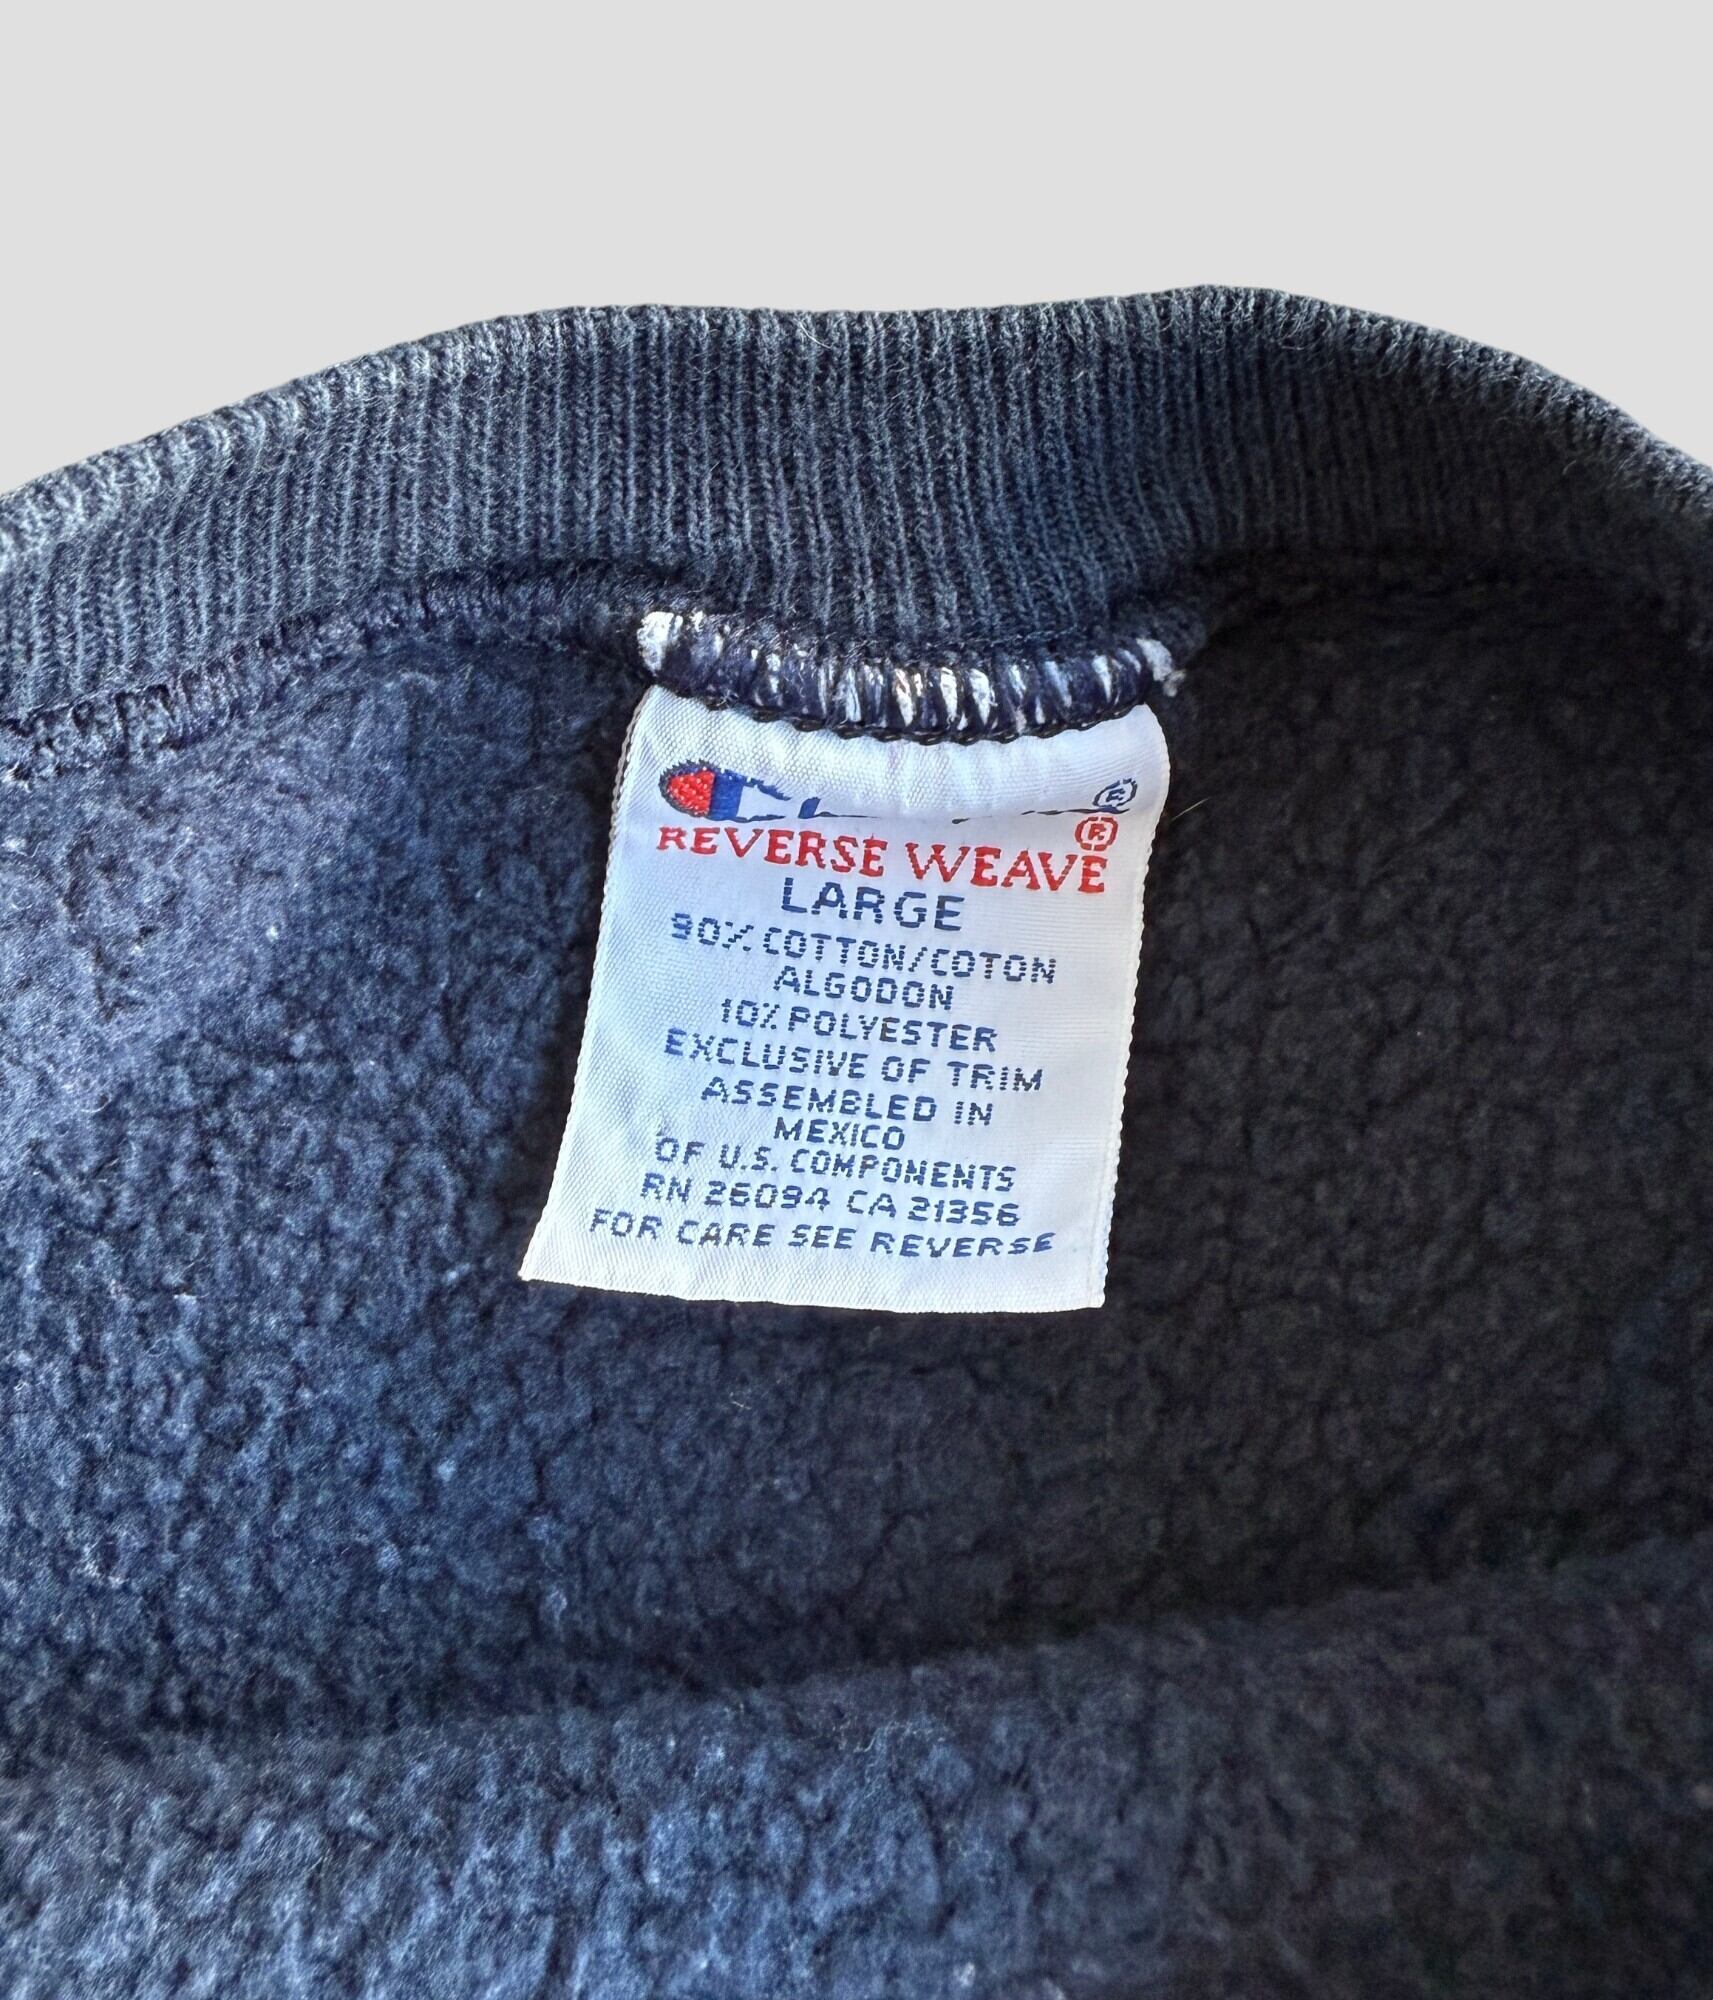 Champion®
REVERSE WEAVE®
LARGE
90% COTTON/COTON
ALGODON
10% POLYESTER
EXCLUSIVE OF TRIM
ASSEMBLED IN
MEXICO
OF U.S. COMPONENTS
RN 26094 CA 21356
FOR CARE SEE REVERSE